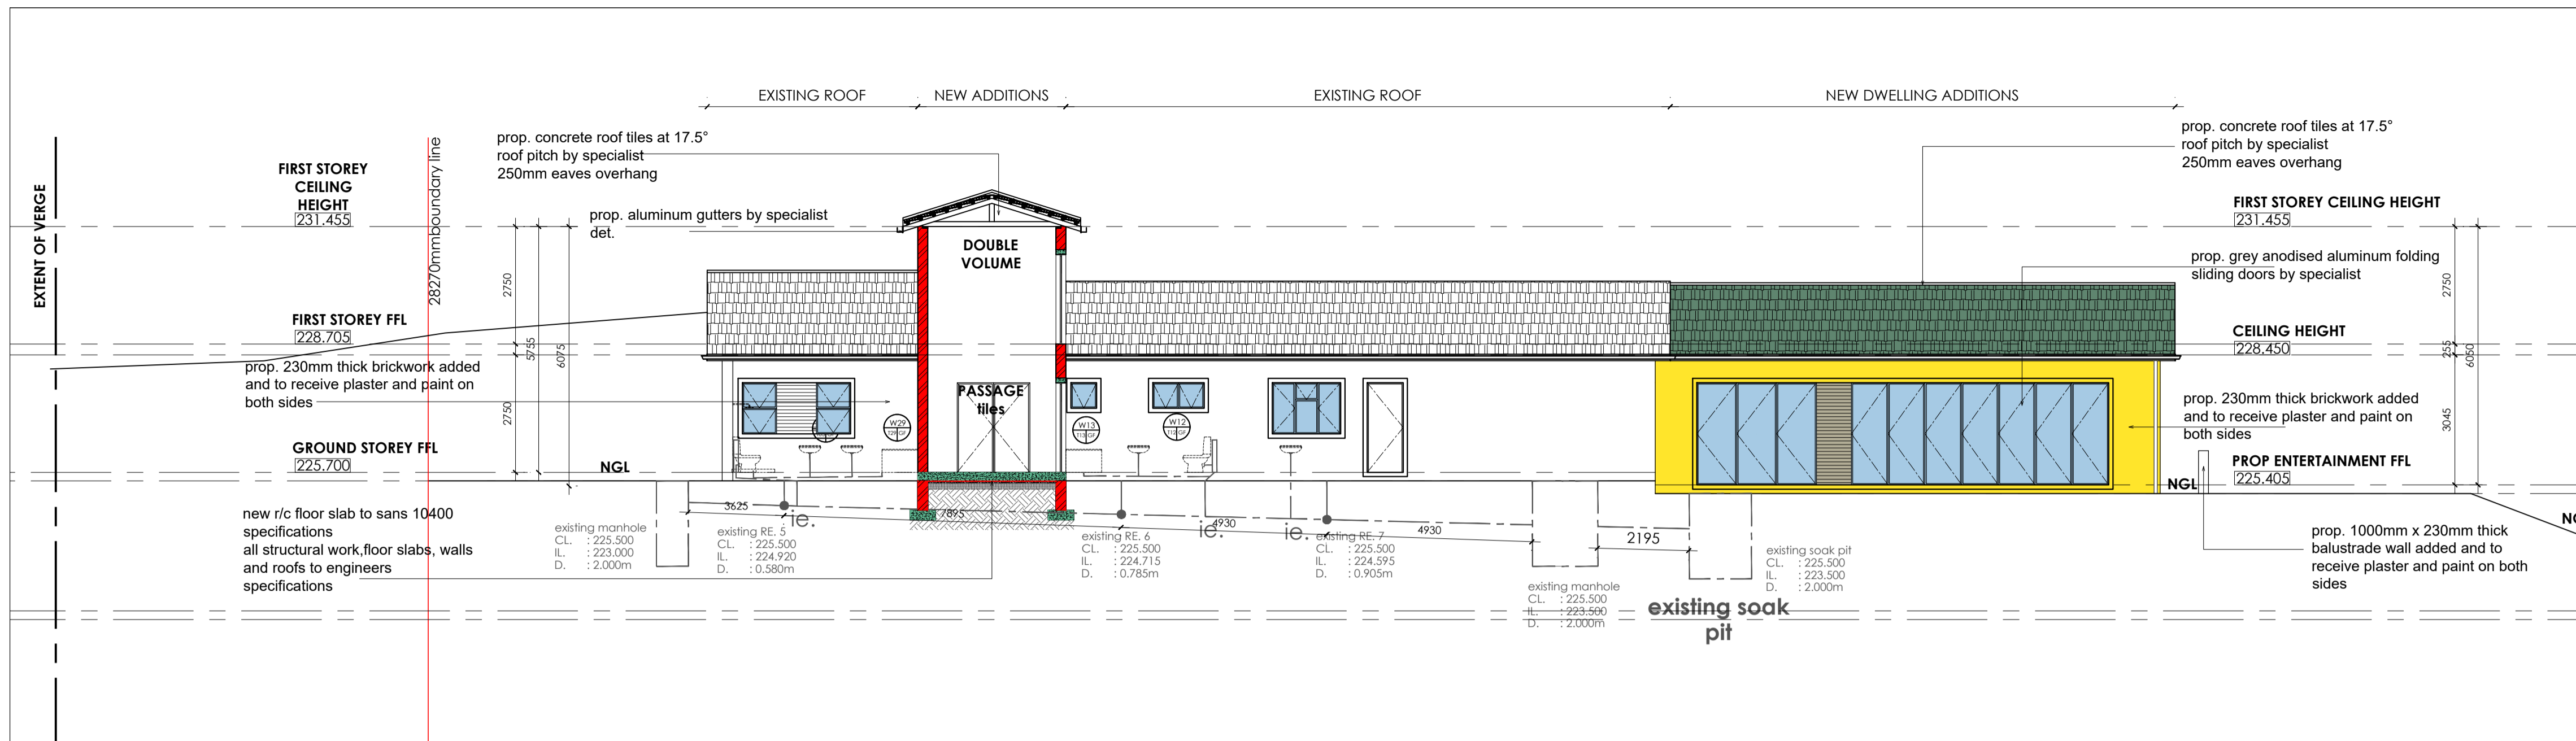 EXISTING ROOF
NEW ADDITIONS
EXISTING ROOF
NEW DWELLING ADDITIONS
EXTENT OF VERGE
28270mmboundary line
FIRST STOREY
CEILING
HEIGHT
231.455
FIRST STOREY FFL
228.705
prop. 230mm thick brickwork added
and to receive plaster and paint on
both sides
GROUND STOREY FFL
225.700
new r/c floor slab to sans 10400
specifications
all structural work,floor slabs, walls
and roofs to engineers
specifications
prop. concrete roof tiles at 17.5°
roof pitch by specialist
250mm eaves overhang
prop. aluminum gutters by specialist
det.
2750
2750
5755
6075
NGL
DOUBLE
VOLUME
PASSAGE
tiles
W29
T29 GF
W13
T13 GF
W12
T12 GF
3625
7895
4930
4930
2195
ie.
ie.
ie.
existing manhole
CL. : 225.500
IL. : 223.000
D. : 2.000m
existing RE. 5
CL. : 225.500
IL. : 224.920
D. : 0.580m
existing RE. 6
CL. : 225.500
IL. : 224.715
D. : 0.785m
existing RE. 7
CL. : 225.500
IL. : 224.595
D. : 0.905m
existing manhole
CL. : 225.500
IL. : 223.500
D. : 2.000m
existing soak
pit
existing soak pit
CL. : 225.500
IL. : 223.500
D. : 2.000m
prop. concrete roof tiles at 17.5°
roof pitch by specialist
250mm eaves overhang
FIRST STOREY CEILING HEIGHT
231.455
prop. grey anodised aluminum folding
sliding doors by specialist
CEILING HEIGHT
228.450
prop. 230mm thick brickwork added
and to receive plaster and paint on
both sides
PROP ENTERTAINMENT FFL
225.405
NGL
2750
255
3045
6050
prop. 1000mm x 230mm thick
balustrade wall added and to
receive plaster and paint on both
sides